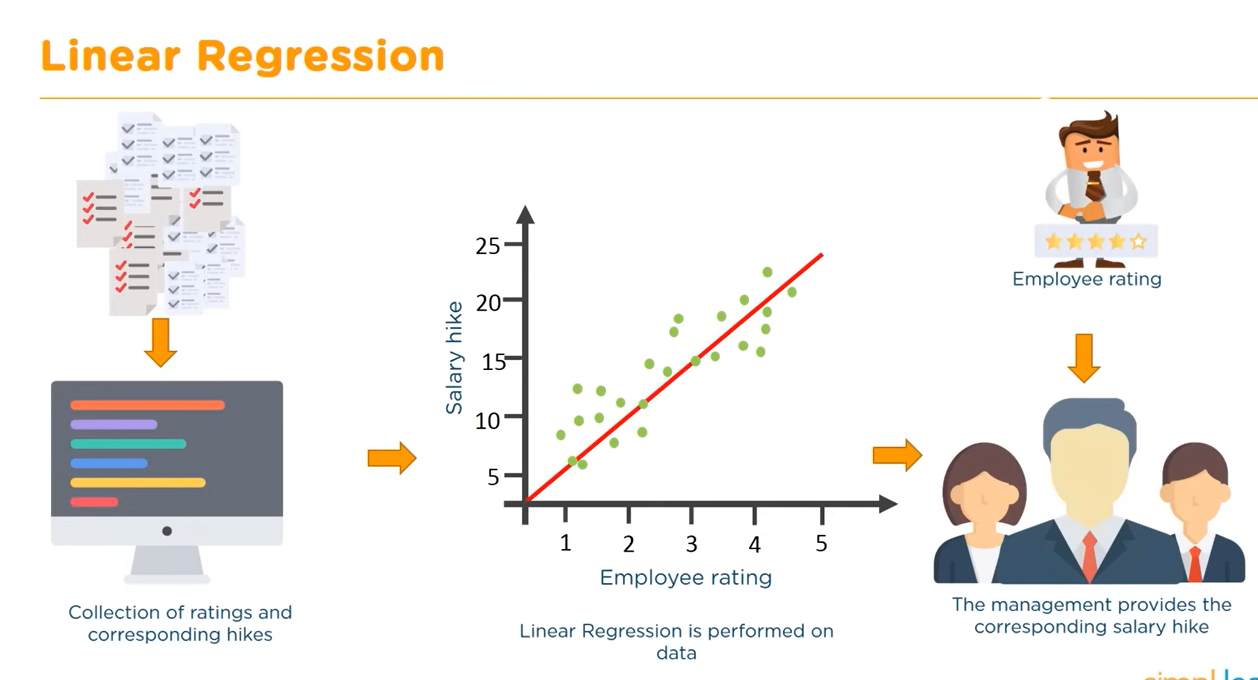 Linear Regression
Employee rating
25
20
15
10
5
Salary hike
1 2 3 4 5
Employee rating
Collection of ratings and
corresponding hikes
Linear Regression is performed on
data
The management provides the
corresponding salary hike